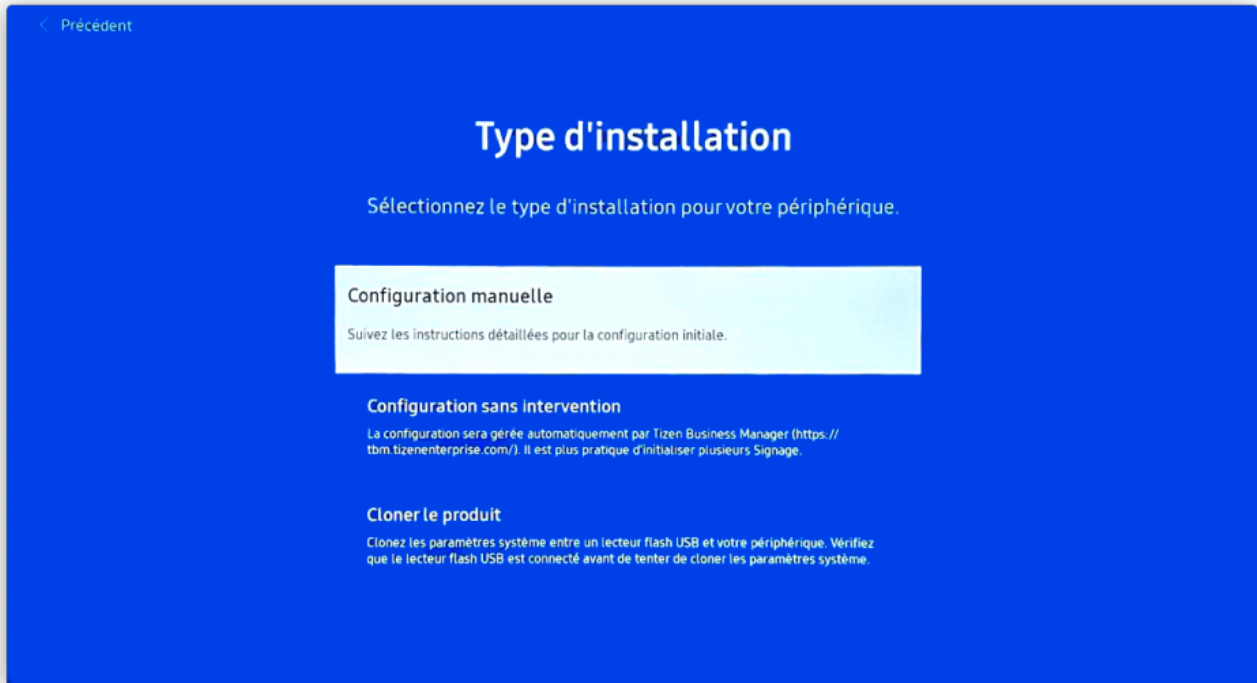 Précédent
Type d'installation
Sélectionnez le type d'installation pour votre périphérique.
Configuration manuelle
Suivez les instructions détaillées pour la configuration initiale.
Configuration sans intervention
La configuration sera gérée automatiquement par Tizen Business Manager (https://
tbm.tizenenterprise.com/). Il est plus pratique d'initialiser plusieurs Signage.
Cloner le produit
Clonez les paramètres système entre un lecteur flash USB et votre périphérique. Vérifiez
que le lecteur flash USB est connecté avant de tenter de cloner les paramètres système.